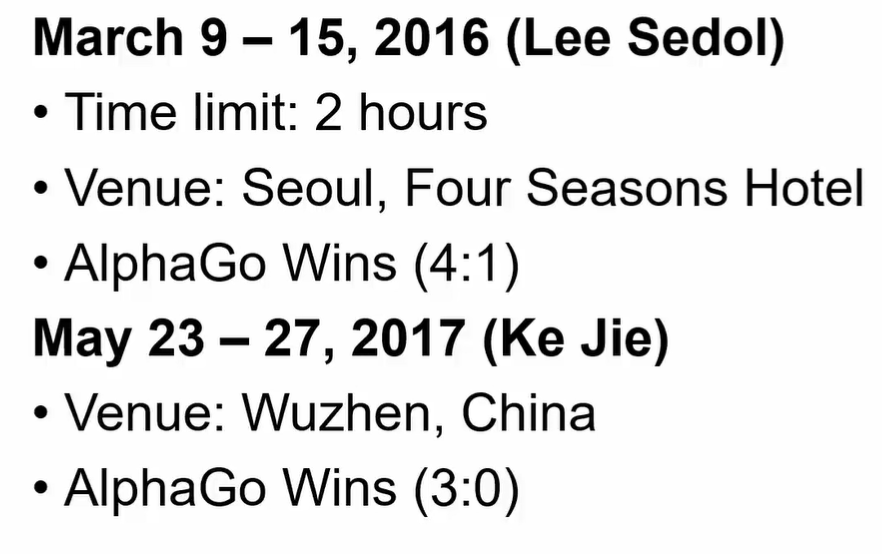 March 9 – 15, 2016 (Lee Sedol)
• Time limit: 2 hours
• Venue: Seoul, Four Seasons Hotel
• AlphaGo Wins (4:1)
May 23 – 27, 2017 (Ke Jie)
• Venue: Wuzhen, China
• AlphaGo Wins (3:0)